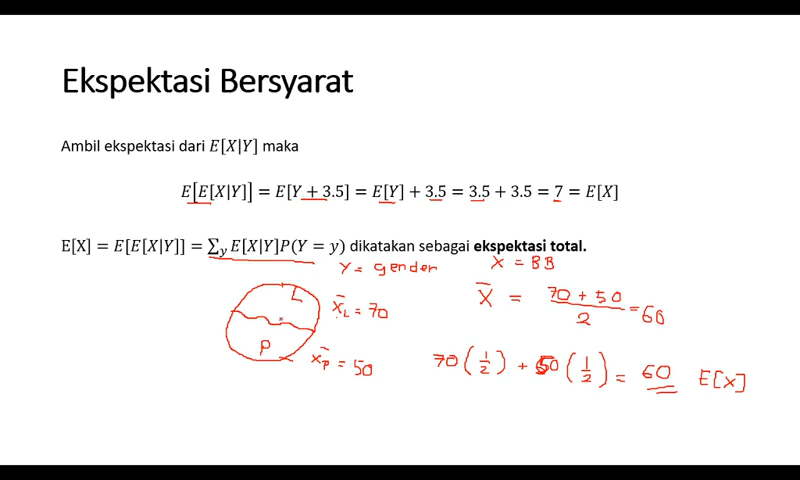 Ekspektasi Bersyarat
Ambil ekspektasi dari E[X|Y] maka
E[E[X|Y]] = E[Y + 3.5] = E[Y] + 3.5 = 3.5 + 3.5 = 7 = E[X]
E[X] = E[E[X|Y]] = ∑y E[X|Y]P(Y = y) dikatakan sebagai ekspektasi total.
Y = gender
X = BB
L
P
x̄L = 70
x̄p = 50
X̄ = (70 + 50)/2 = 60
70(1/2) + 50(1/2) = 60 E[X]